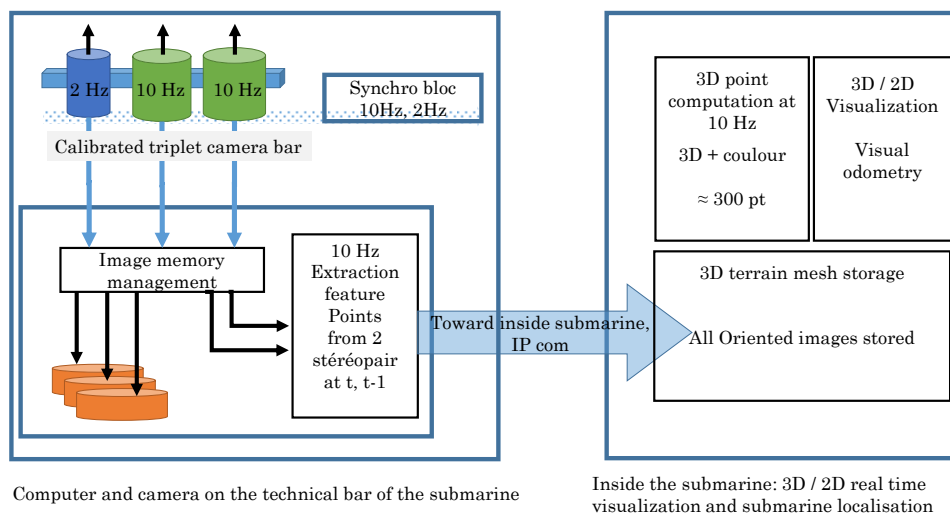 2 Hz
10 Hz
10 Hz
Synchro bloc
10Hz, 2Hz
Calibrated triplet camera bar
Image memory
management
10 Hz
Extraction
feature
Points
from 2
stéréopair
at t, t-1
Toward inside submarine,
IP com
3D point
computation at
10 Hz
3D + coulour
≈ 300 pt
3D / 2D
Visualization
Visual
odometry
3D terrain mesh storage
All Oriented images stored
Computer and camera on the technical bar of the submarine
Inside the submarine: 3D / 2D real time
visualization and submarine localisation